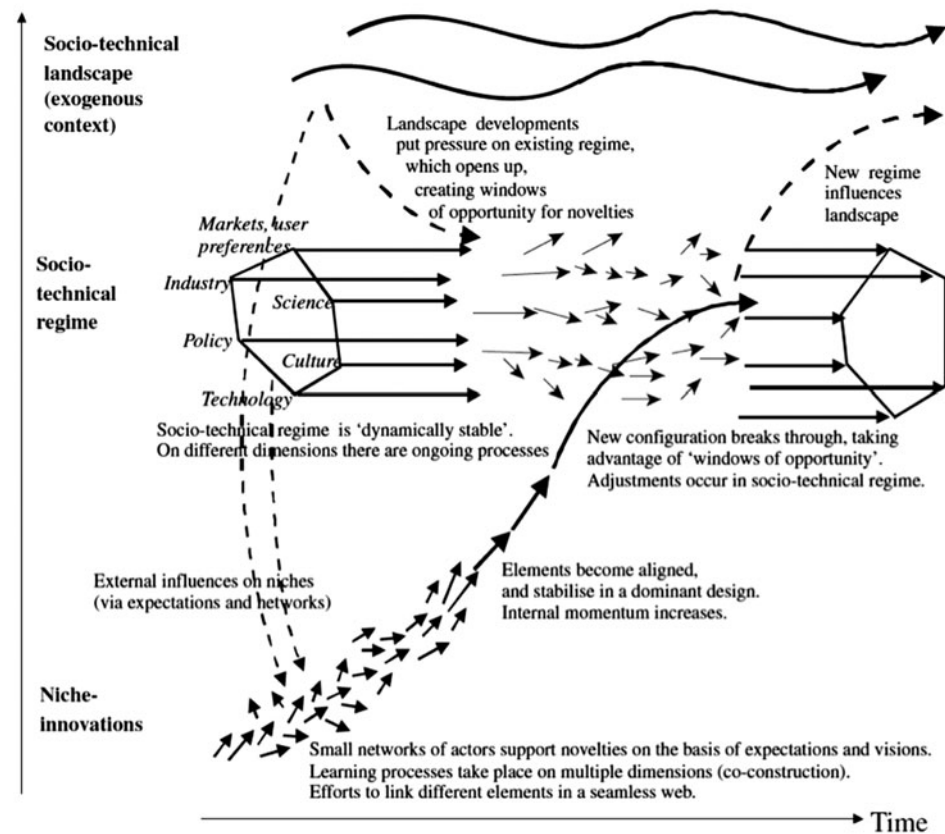 Socio-technical
landscape
(exogenous
context)
Landscape developments
put pressure on existing regime,
which opens up,
creating windows
of opportunity for novelties
New regime
influences
landscape
Markets, user
preferences
Socio-
technical
regime
Industry
Science
Policy
Culture
Technology
Socio-technical regime is ‘dynamically stable’.
On different dimensions there are ongoing processes
New configuration breaks through, taking
advantage of ‘windows of opportunity’.
Adjustments occur in socio-technical regime.
External influences on niches
(via expectations and networks)
Elements become aligned,
and stabilise in a dominant design.
Internal momentum increases.
Niche-
innovations
Small networks of actors support novelties on the basis of expectations and visions.
Learning processes take place on multiple dimensions (co-construction).
Efforts to link different elements in a seamless web.
Time